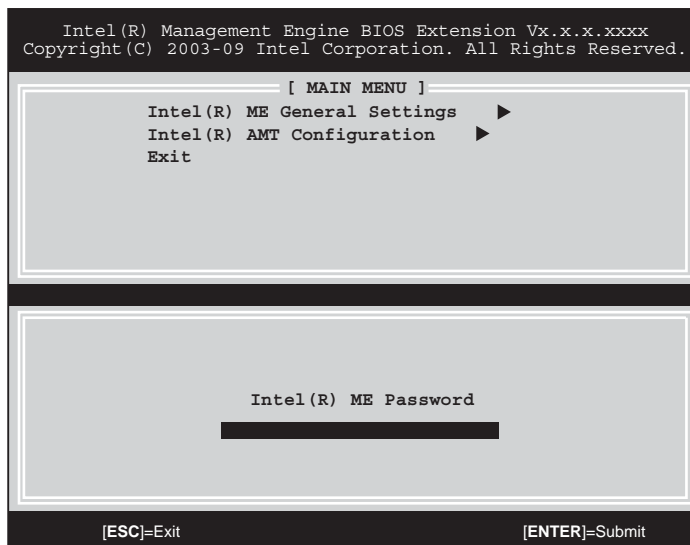 Intel(R) Management Engine BIOS Extension Vx.x.x.xxxx
Copyright(C) 2003-09 Intel Corporation. All Rights Reserved.
[ MAIN MENU ]
Intel(R) ME General Settings ▶
Intel(R) AMT Configuration ▶
Exit
Intel(R) ME Password
[ESC]=Exit [ENTER]=Submit